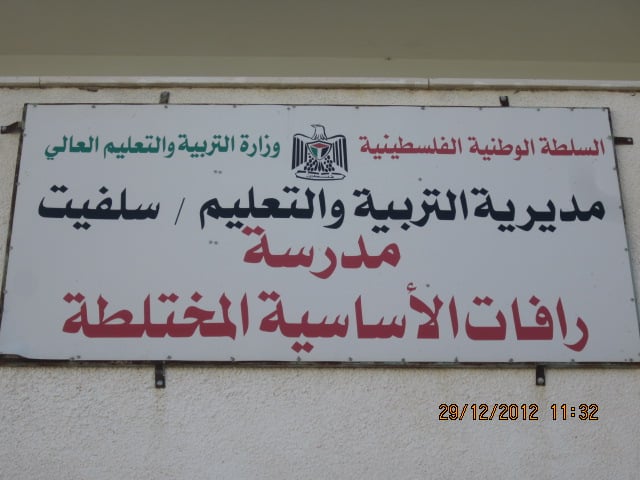 السلطة الوطنية الفلسطينية وزارة التربية والتعليم العالي
مديرية التربية والتعليم / سلفيت
مدرسة
رافات الأساسية المختلطة
29/12/2012 11:32